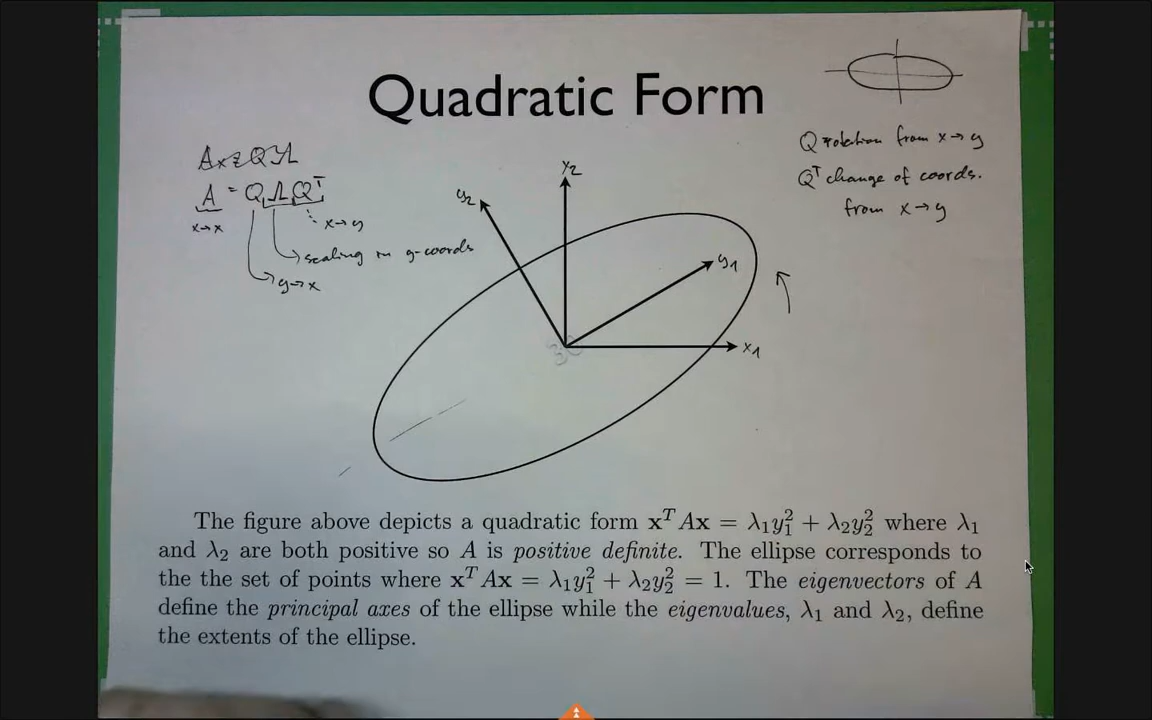 Quadratic Form
A = QΛQᵀ
x→x
x→y
scaling in y-coords
y→x
Q rotation from x→y
Qᵀ change of coords.
from x→y
x₂
y₂
y₁
x₁
The figure above depicts a quadratic form xᵀAx = λ₁y₁² + λ₂y₂² where λ₁
and λ₂ are both positive so A is positive definite. The ellipse corresponds to
the the set of points where xᵀAx = λ₁y₁² + λ₂y₂² = 1. The eigenvectors of A
define the principal axes of the ellipse while the eigenvalues, λ₁ and λ₂, define
the extents of the ellipse.